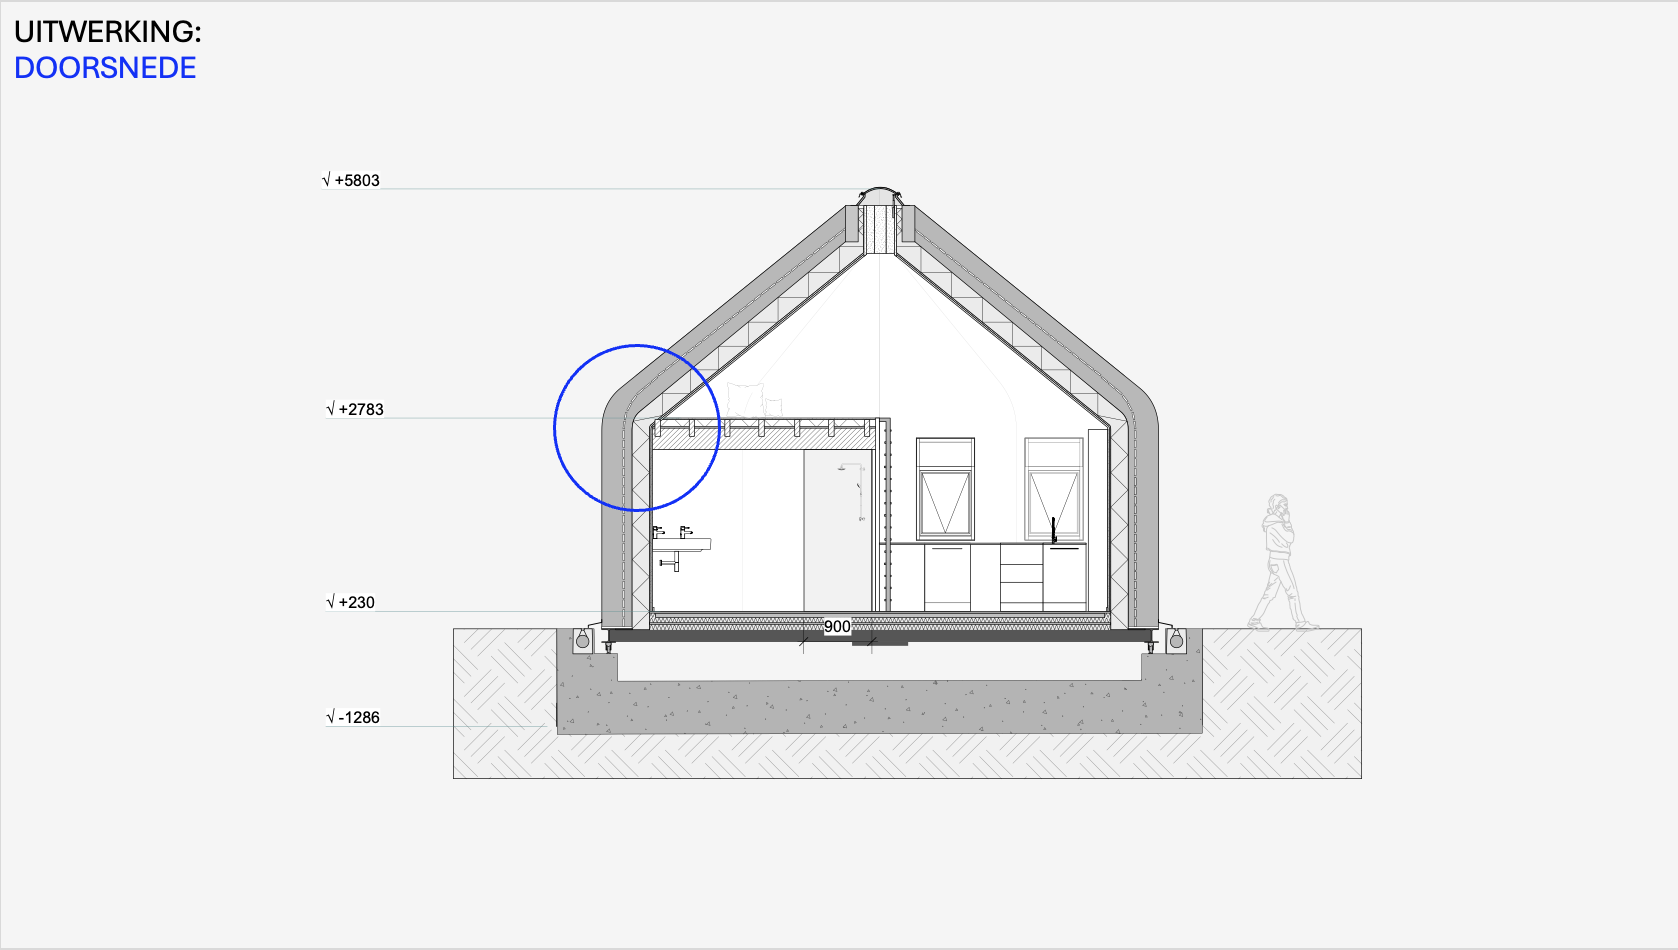 UITWERKING:
DOORSNEDE
√ +5803
√ +2783
√ +230
900
√ -1286